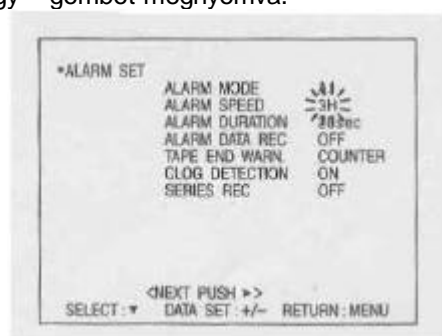 gombot megnyomva.
*ALARM SET
ALARM MODE
ALARM SPEED 3H
ALARM DURATION sec
ALARM DATA REC OFF
TAPE END WARN. COUNTER
CLOG DETECTION ON
SERIES REC OFF
<NEXT PUSH ►>
SELECT:▼ DATA SET:+/− RETURN:MENU